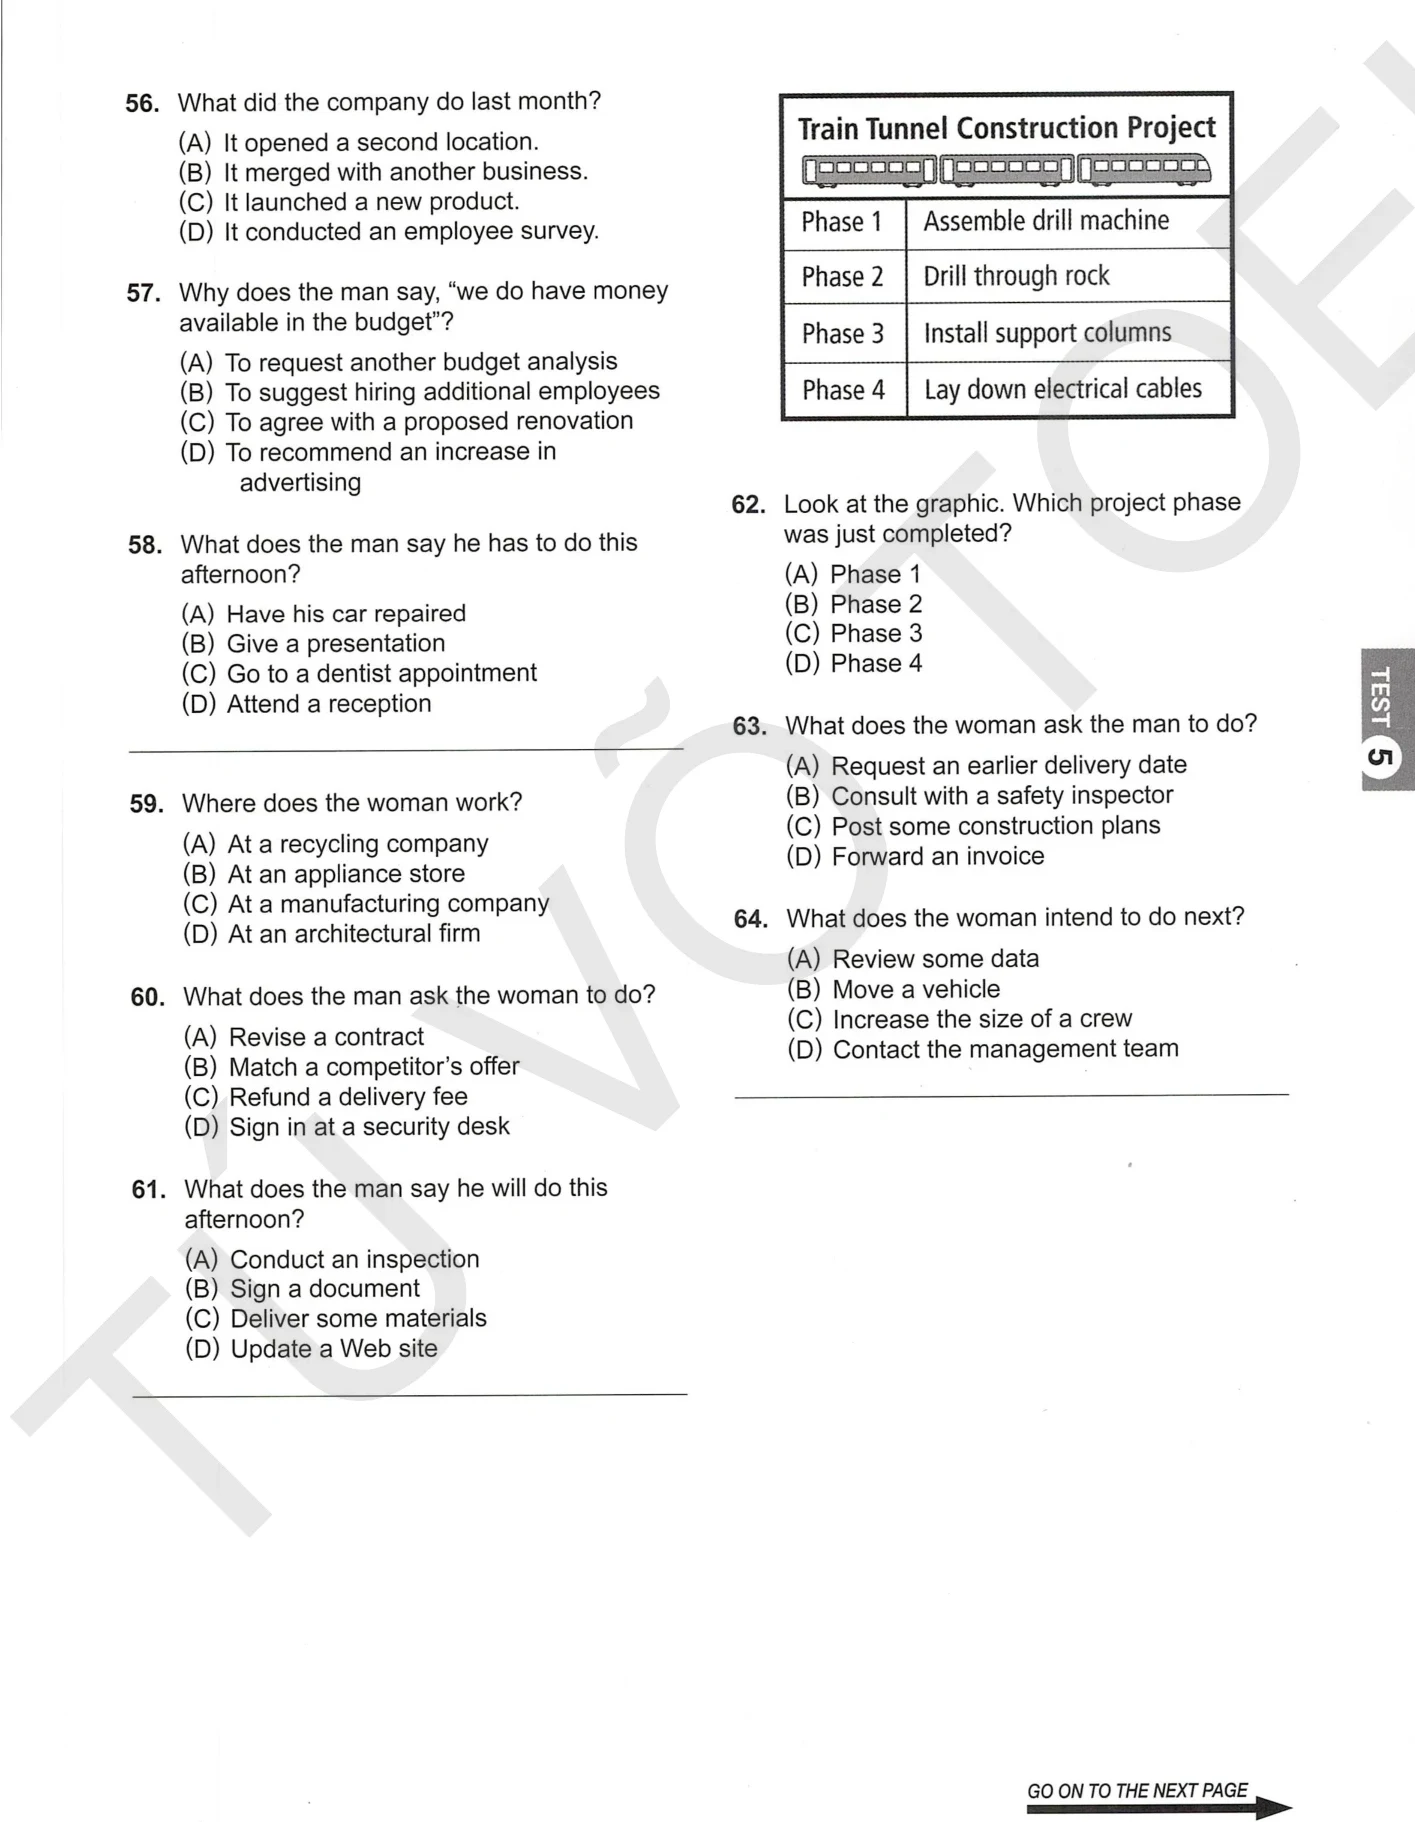 56. What did the company do last month?
(A) It opened a second location.
(B) It merged with another business.
(C) It launched a new product.
(D) It conducted an employee survey.
57. Why does the man say, “we do have money
available in the budget”?
(A) To request another budget analysis
(B) To suggest hiring additional employees
(C) To agree with a proposed renovation
(D) To recommend an increase in
advertising
58. What does the man say he has to do this
afternoon?
(A) Have his car repaired
(B) Give a presentation
(C) Go to a dentist appointment
(D) Attend a reception
59. Where does the woman work?
(A) At a recycling company
(B) At an appliance store
(C) At a manufacturing company
(D) At an architectural firm
60. What does the man ask the woman to do?
(A) Revise a contract
(B) Match a competitor’s offer
(C) Refund a delivery fee
(D) Sign in at a security desk
61. What does the man say he will do this
afternoon?
(A) Conduct an inspection
(B) Sign a document
(C) Deliver some materials
(D) Update a Web site
Train Tunnel Construction Project
Phase 1 Assemble drill machine
Phase 2 Drill through rock
Phase 3 Install support columns
Phase 4 Lay down electrical cables
62. Look at the graphic. Which project phase
was just completed?
(A) Phase 1
(B) Phase 2
(C) Phase 3
(D) Phase 4
63. What does the woman ask the man to do?
(A) Request an earlier delivery date
(B) Consult with a safety inspector
(C) Post some construction plans
(D) Forward an invoice
64. What does the woman intend to do next?
(A) Review some data
(B) Move a vehicle
(C) Increase the size of a crew
(D) Contact the management team
TEST 5
GO ON TO THE NEXT PAGE
TÚ VÕ TOE